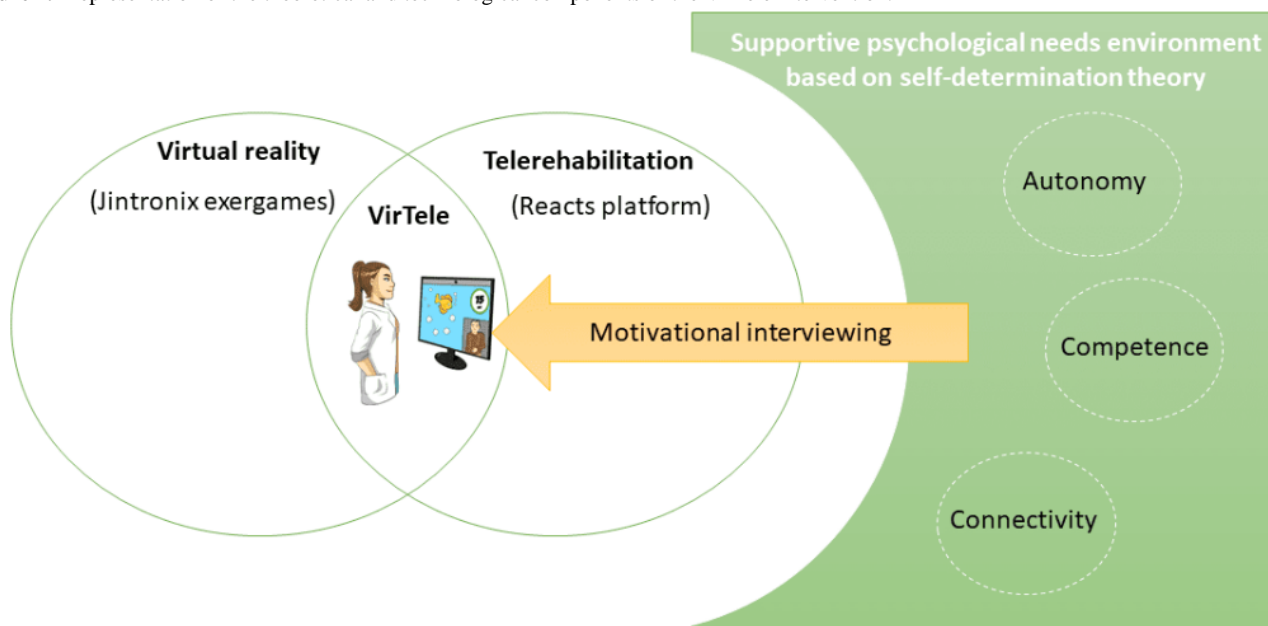 Supportive psychological needs environment
based on self-determination theory
Virtual reality
(Jintronix exergames)
VirTele
Telerehabilitation
(Reacts platform)
Motivational interviewing
Autonomy
Competence
Connectivity